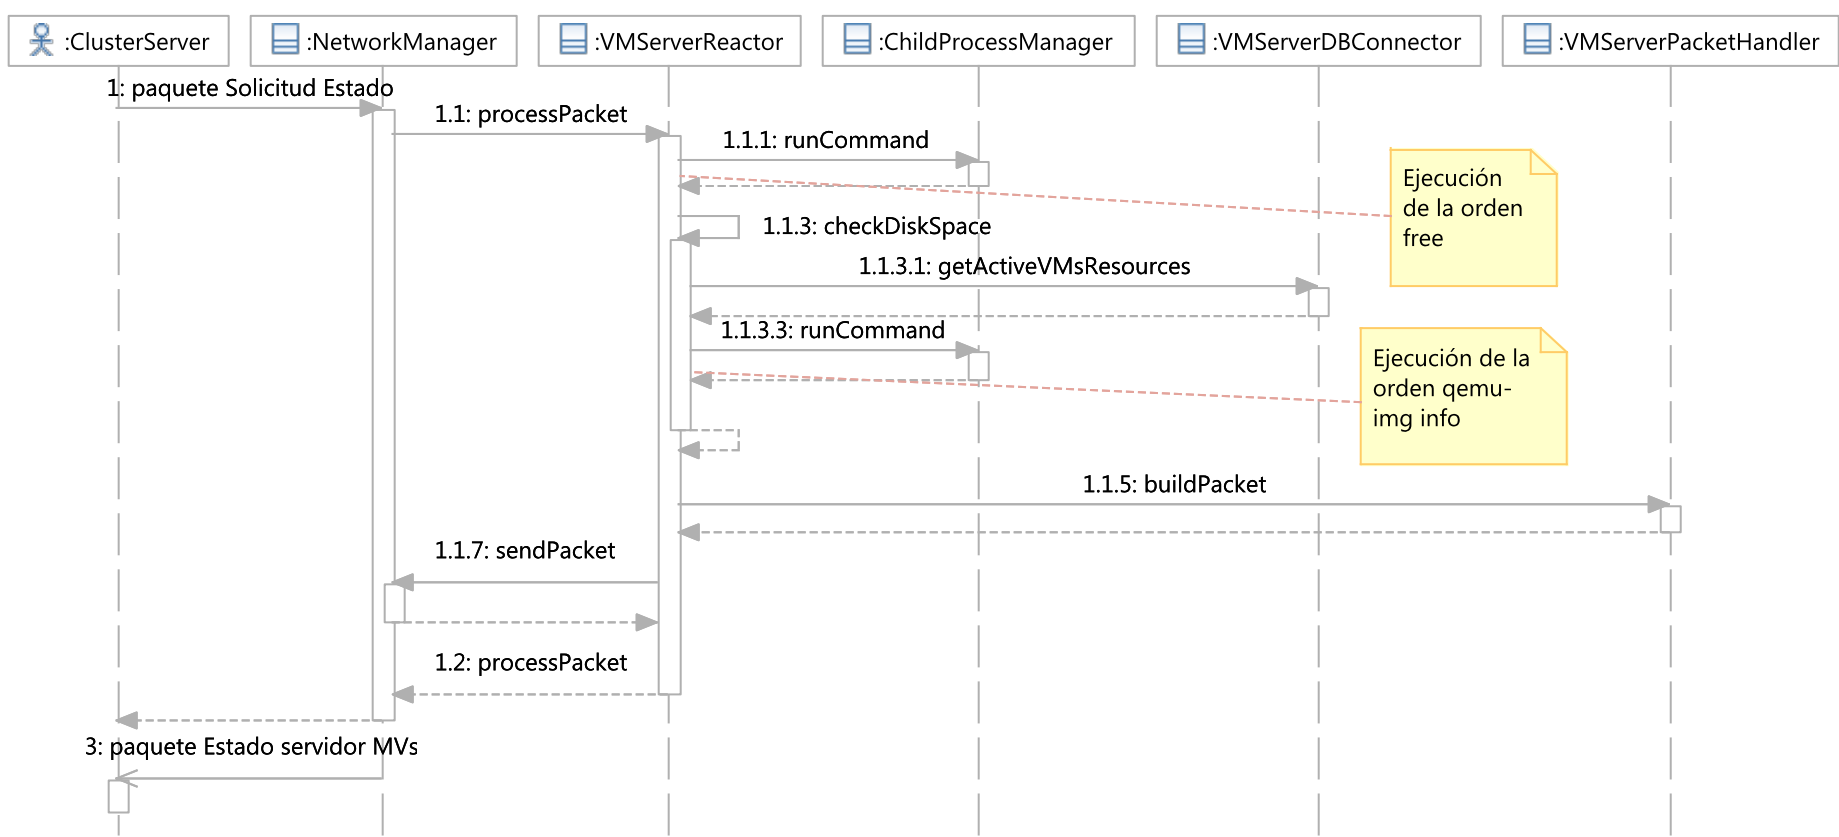 :ClusterServer
:NetworkManager
:VMServerReactor
:ChildProcessManager
:VMServerDBConnector
:VMServerPacketHandler
1: paquete Solicitud Estado
1.1: processPacket
1.1.1: runCommand
Ejecución
de la orden
free
1.1.3: checkDiskSpace
1.1.3.1: getActiveVMsResources
1.1.3.3: runCommand
Ejecución de la
orden qemu-
img info
1.1.5: buildPacket
1.1.7: sendPacket
1.2: processPacket
3: paquete Estado servidor MVs